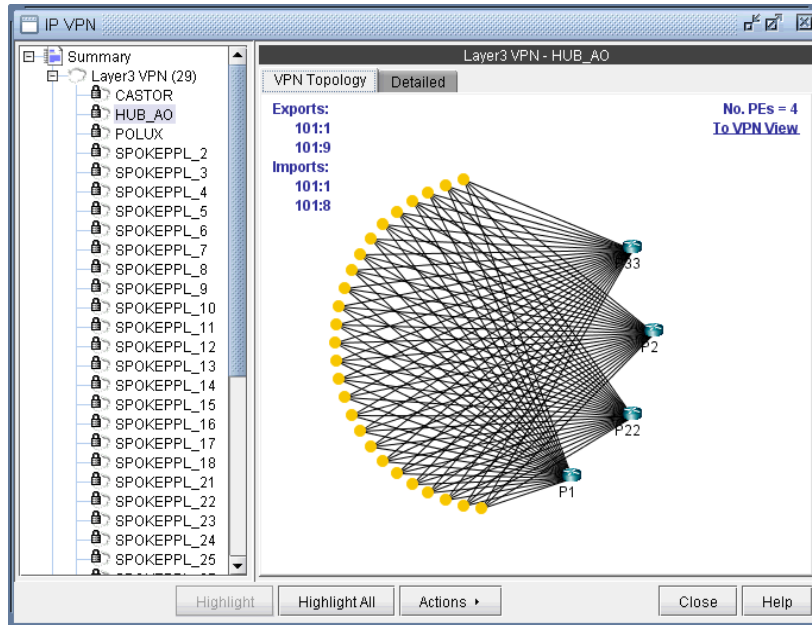 IP VPN
Summary
Layer3 VPN (29)
CASTOR
HUB_AO
POLUX
SPOKEPPL_2
SPOKEPPL_3
SPOKEPPL_4
SPOKEPPL_5
SPOKEPPL_6
SPOKEPPL_7
SPOKEPPL_8
SPOKEPPL_9
SPOKEPPL_10
SPOKEPPL_11
SPOKEPPL_12
SPOKEPPL_13
SPOKEPPL_14
SPOKEPPL_15
SPOKEPPL_16
SPOKEPPL_17
SPOKEPPL_18
SPOKEPPL_21
SPOKEPPL_22
SPOKEPPL_23
SPOKEPPL_24
SPOKEPPL_25
Layer3 VPN - HUB_AO
VPN Topology Detailed
Exports:
101:1
101:9
Imports:
101:1
101:8
No. PEs = 4
To VPN View
P33
P2
P22
P1
Highlight Highlight All Actions Close Help